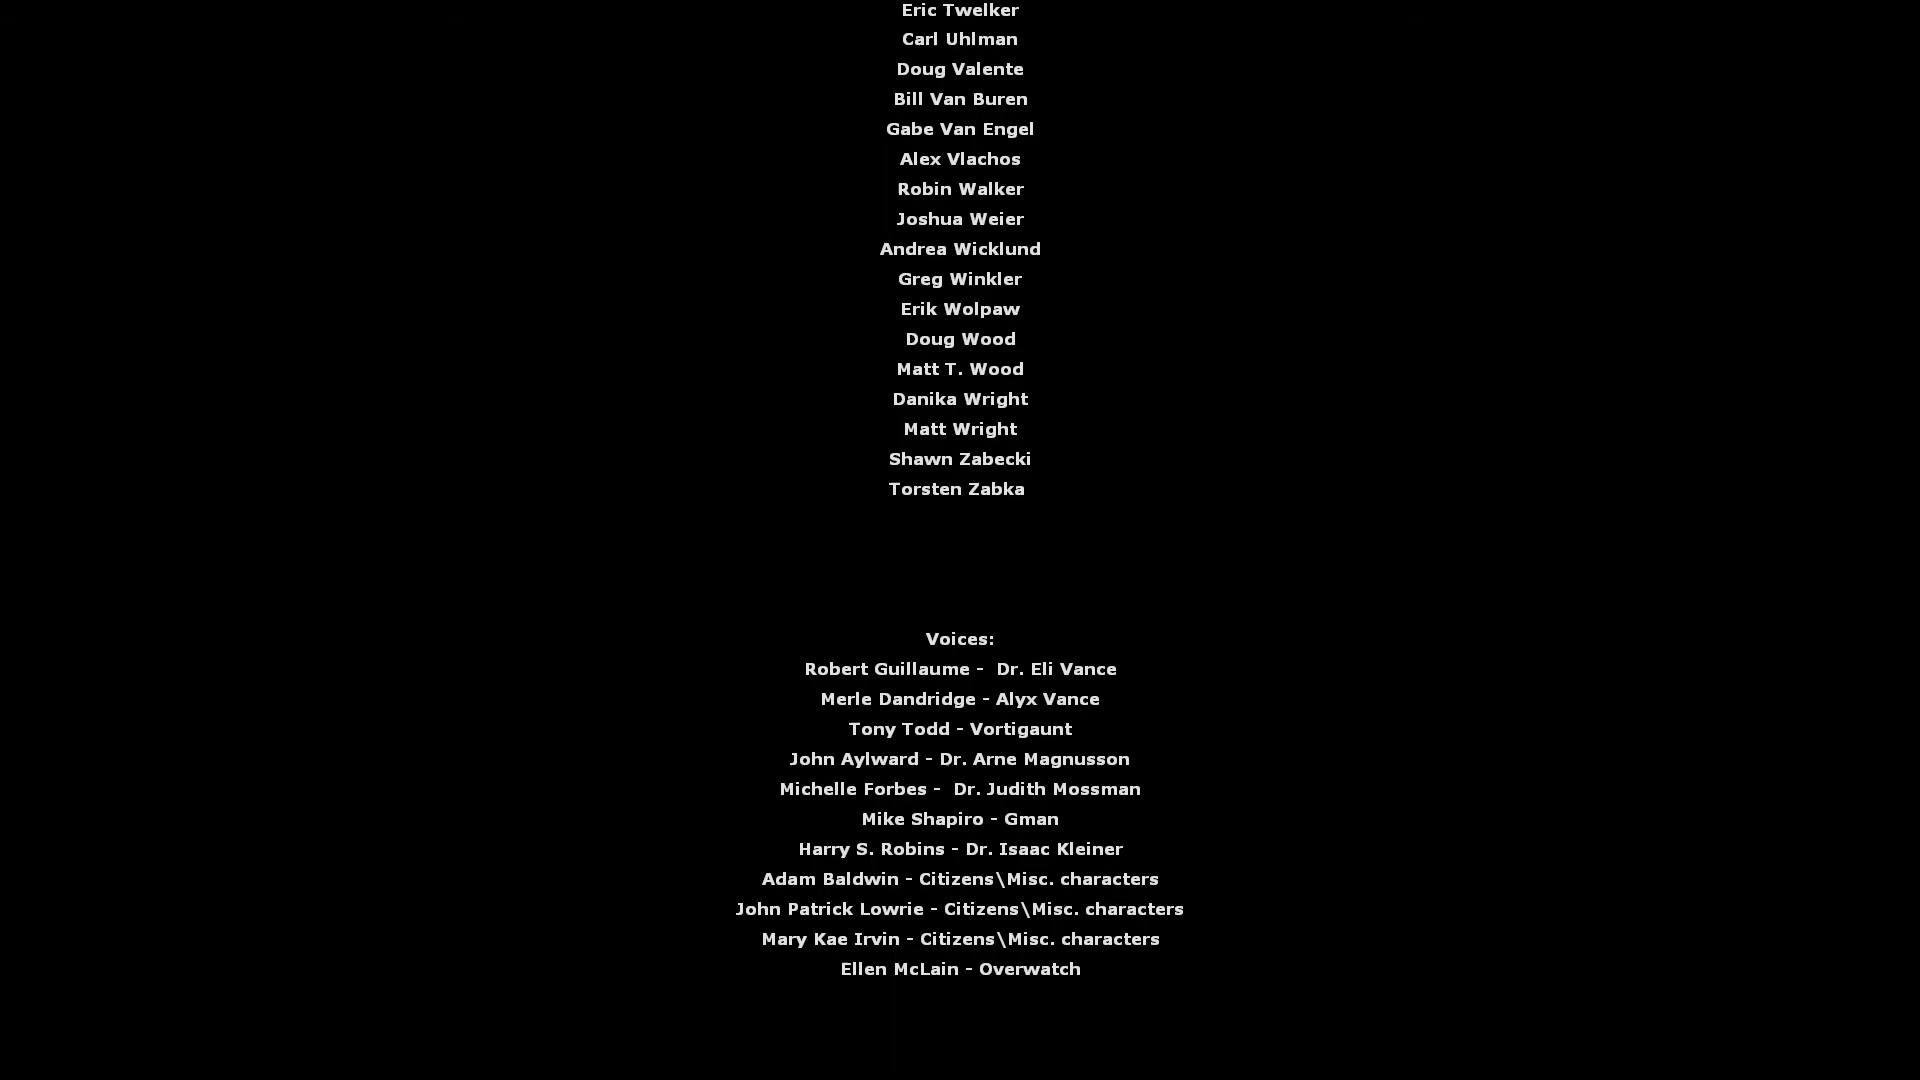 Eric Twelker
Carl Uhlman
Doug Valente
Bill Van Buren
Gabe Van Engel
Alex Vlachos
Robin Walker
Joshua Weier
Andrea Wicklund
Greg Winkler
Erik Wolpaw
Doug Wood
Matt T. Wood
Danika Wright
Matt Wright
Shawn Zabecki
Torsten Zabka
Voices:
Robert Guillaume -  Dr. Eli Vance
Merle Dandridge - Alyx Vance
Tony Todd - Vortigaunt
John Aylward - Dr. Arne Magnusson
Michelle Forbes -  Dr. Judith Mossman
Mike Shapiro - Gman
Harry S. Robins - Dr. Isaac Kleiner
Adam Baldwin - Citizens\Misc. characters
John Patrick Lowrie - Citizens\Misc. characters
Mary Kae Irvin - Citizens\Misc. characters
Ellen McLain - Overwatch